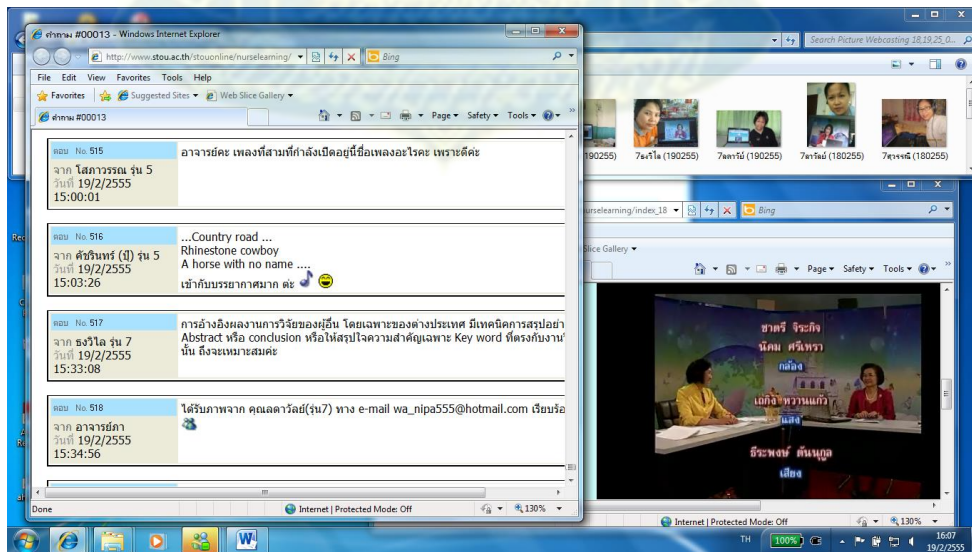 คำถาม #00013 - Windows Internet Explorer
http://www.stou.ac.th/stouonline/nurselearning/
Bing
File Edit View Favorites Tools Help
Favorites Suggested Sites Web Slice Gallery
คำถาม #00013
Page Safety Tools
ตอบ No. 515
จาก โสภาวรรณ รุ่น 5
วันที่ 19/2/2555
15:00:01
อาจารย์คะ เพลงที่สามที่กำลังเปิดอยู่นี้ชื่อเพลงอะไรคะ เพราะดีค่ะ
ตอบ No. 516
จาก คัชรินทร์ (ปุ๊) รุ่น 5
วันที่ 19/2/2555
15:03:26
...Country road ...
Rhinestone cowboy
A horse with no name ....
เข้ากับบรรยากาศมาก ค่ะ
ตอบ No. 517
จาก ธงวิไล รุ่น 7
วันที่ 19/2/2555
15:33:08
การอ้างอิงผลงานการวิจัยของผู้อื่น โดยเฉพาะของต่างประเทศ มีเทคนิคการสรุปอย่า
Abstract หรือ conclusion หรือให้สรุปใจความสำคัญเฉพาะ Key word ที่ตรงกับงาน
นั้น ถึงจะเหมาะสมค่ะ
ตอบ No. 518
จาก อาจารย์ภา
วันที่ 19/2/2555
15:34:56
ได้รับภาพจาก คุณลดาวัลย์(รุ่น7) ทาง e-mail wa_nipa555@hotmail.com เรียบร้อ
Done
Internet | Protected Mode: Off
130%
Search Picture Webcasting 18,19,25_0...
190255)
7ธงวิไล (190255)
7ลดาวัย์ (190255)
7ลาวัลย์ (180255)
7สุวรรณี (180255)
urselearning/index_18
Bing
Slice Gallery
Page Safety Tools
ชาตรี จิระกิจ
นิคม ศรีเหรา
กล้อง
เถกิง หวานแก้ว
แสง
ธีระพงษ์ ตันนุกูล
เสียง
Internet | Protected Mode: Off
130%
TH
100%
16:07
19/2/2555